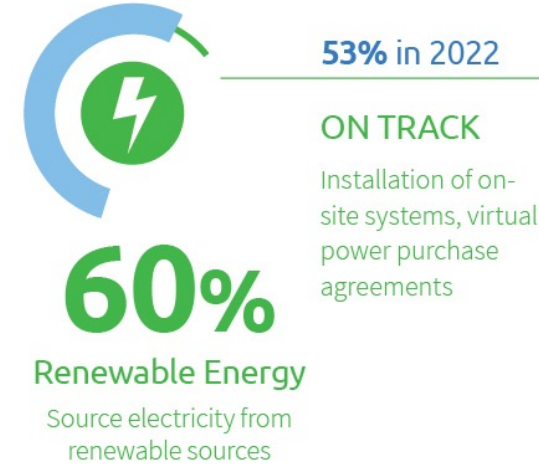 53% in 2022
ON TRACK
Installation of on-
site systems, virtual
power purchase
agreements
60%
Renewable Energy
Source electricity from
renewable sources